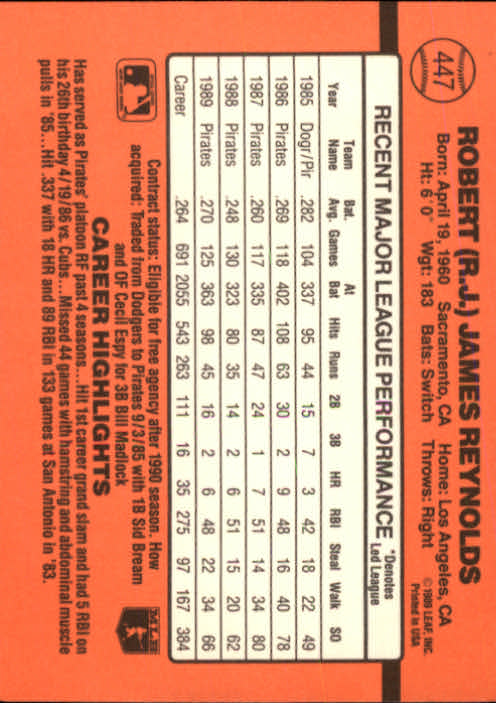 447
ROBERT (R.J.) JAMES REYNOLDS
Born: April 19, 1960 Sacramento, CA Home: Los Angeles, CA
Ht: 6' 0" Wgt: 183 Bats: Switch Throws: Right
©1989 LEAF, INC.
Printed in USA
RECENT MAJOR LEAGUE PERFORMANCE
*Denotes
Led League
Year Team Name Bat. Avg. Games At Bat Hits Runs 2B 3B HR RBI Steal Walk SO
1985 Dogr/Pir .282 104 337 95 44 15 7 3 42 18 22 49
1986 Pirates .269 118 402 108 63 30 2 9 48 16 40 78
1987 Pirates .260 117 335 87 47 24 1 7 51 14 34 80
1988 Pirates .248 130 323 80 35 14 2 6 51 15 20 62
1989 Pirates .270 125 363 98 45 16 2 6 48 22 34 66
Career .264 691 2055 543 263 111 16 35 275 97 167 384
Contract status: Eligible for free agency after 1990 season. How
acquired: Traded from Dodgers to Pirates 9/3/85 with 1B Sid Bream
and OF Cecil Espy for 3B Bill Madlock
MLB
CAREER HIGHLIGHTS
Has served as Pirates' platoon RF past 4 seasons...Hit 1st career grand slam and had 5 RBI on
his 26th birthday 4/19/86 vs. Cubs...Missed 44 games with hamstring and abdominal muscle
pulls in '85...Hit .337 with 18 HR and 89 RBI in 133 games at San Antonio in '83.